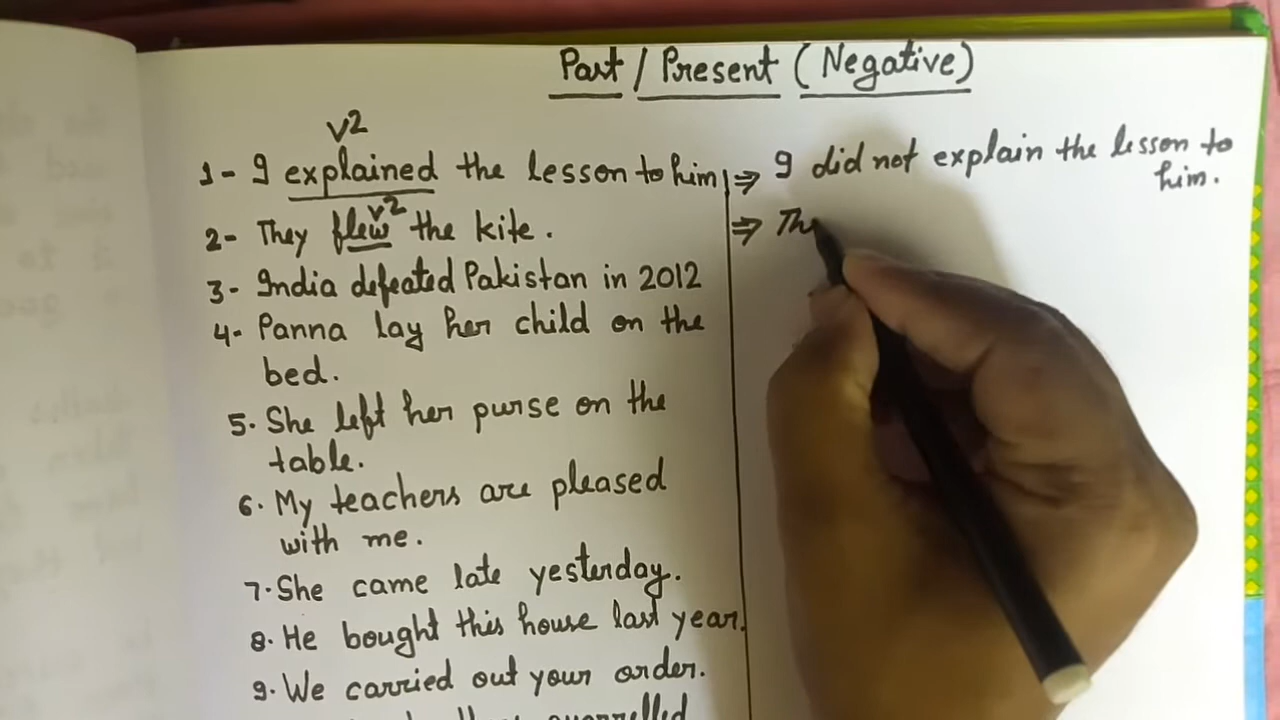 Past / Present (Negative)
v2
1- I explained the lesson to him, ⇒ I did not explain the lesson to
him.
v2
2- They flew the kite. ⇒ Th
3- India defeated Pakistan in 2012
4- Panna lay her child on the
bed.
5. She left her purse on the
table.
6. My teachers are pleased
with me.
7. She came late yesterday.
8. He bought this house last year.
9. We carried out your order.
quarrelled